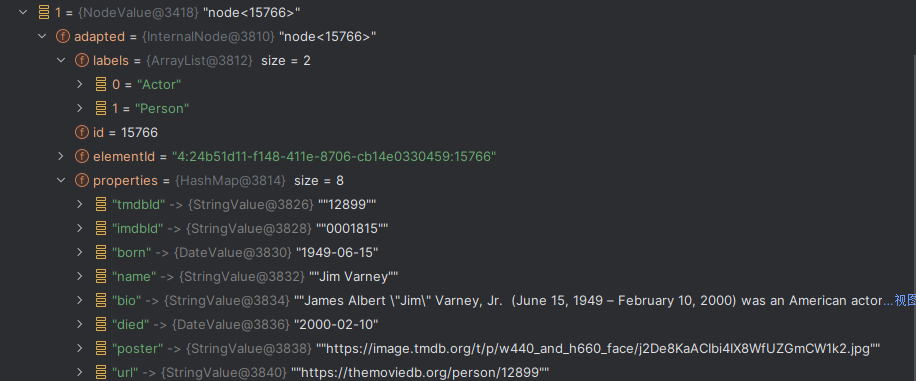 1 = {NodeValue@3418} "node<15766>"
f adapted = {InternalNode@3810} "node<15766>"
f labels = {ArrayList@3812} size = 2
0 = "Actor"
1 = "Person"
f id = 15766
f elementId = "4:24b51d11-f148-411e-8706-cb14e0330459:15766"
f properties = {HashMap@3814} size = 8
"tmdbId" -> {StringValue@3826} ""12899""
"imdbId" -> {StringValue@3828} ""0001815""
"born" -> {DateValue@3830} "1949-06-15"
"name" -> {StringValue@3832} ""Jim Varney""
"bio" -> {StringValue@3834} ""James Albert \"Jim\" Varney, Jr. (June 15, 1949 – February 10, 2000) was an American actor...视图
"died" -> {DateValue@3836} "2000-02-10"
"poster" -> {StringValue@3838} ""https://image.tmdb.org/t/p/w440_and_h660_face/j2De8KaACIbi4IX8WfUZGmCW1k2.jpg""
"url" -> {StringValue@3840} ""https://themoviedb.org/person/12899""